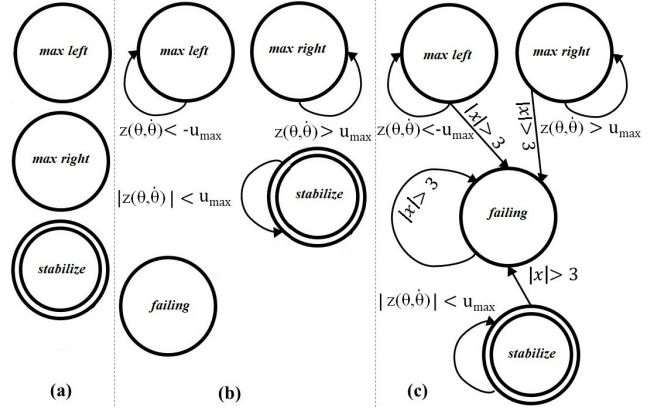 max left
max right
stabilize
(a)
max left
max right
z(θ,θ̇)< -u_max
z(θ,θ̇)> u_max
|z(θ,θ̇)| < u_max
stabilize
failing
(b)
max left
max right
z(θ,θ̇)<-u_max
|x|> 3
|x|> 3
z(θ,θ̇) > u_max
|x|> 3
failing
|x|> 3
|z(θ,θ̇)| < u_max
stabilize
(c)